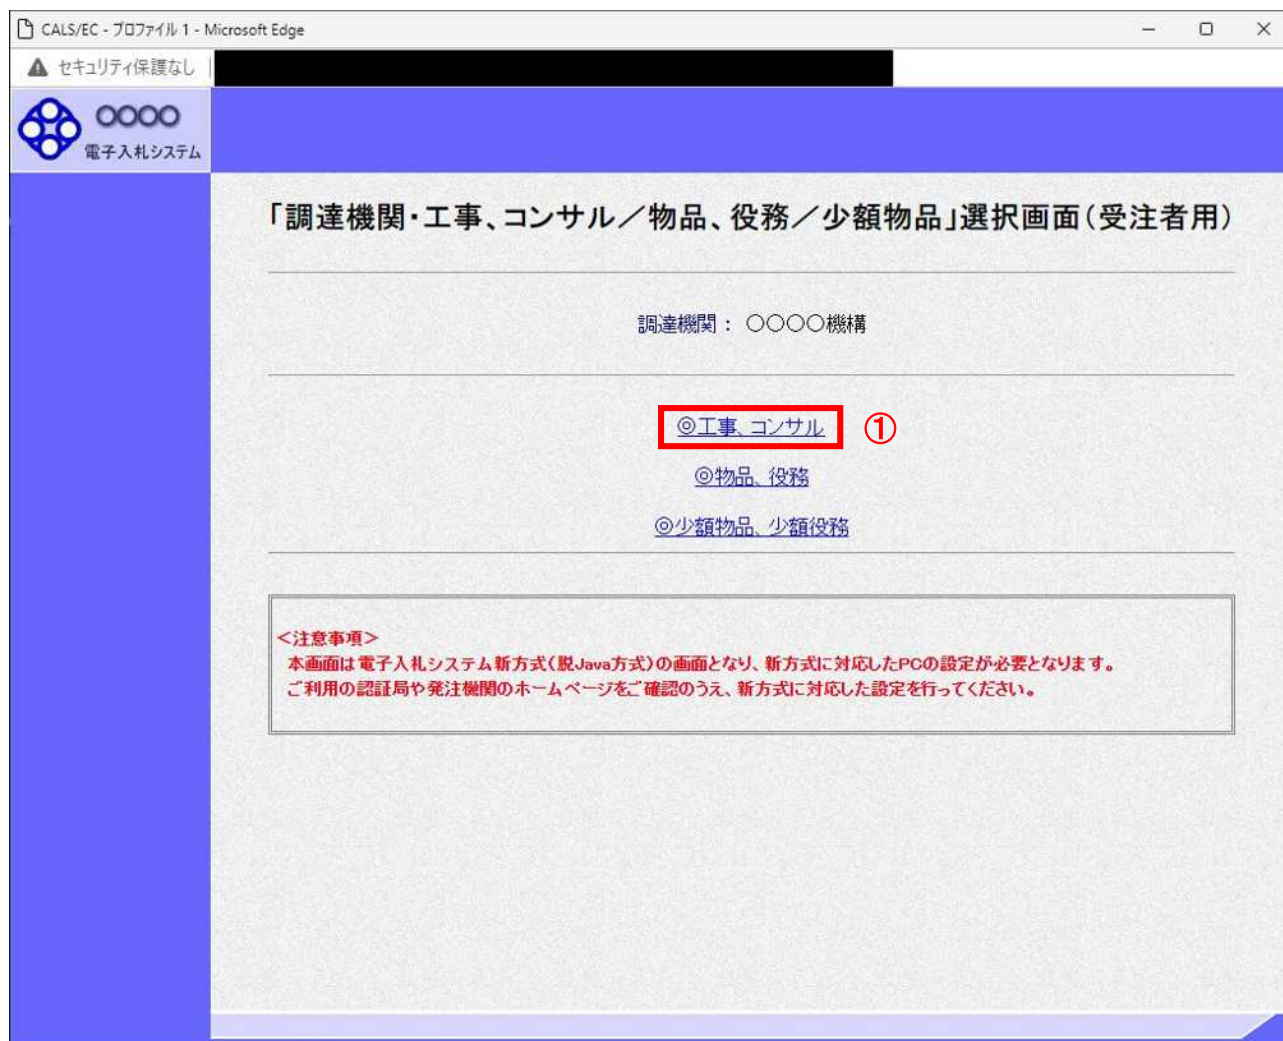 CALS/EC - プロファイル 1 - Microsoft Edge
セキュリティ保護なし
〇〇〇〇
電子入札システム
「調達機関・工事、コンサル／物品、役務／少額物品」選択画面（受注者用）
調達機関： 〇〇〇〇機構
◎工事、コンサル
①
◎物品、役務
◎少額物品、少額役務
＜注意事項＞
本画面は電子入札システム新方式（脱Java方式）の画面となり、新方式に対応したPCの設定が必要となります。
ご利用の認証局や発注機関のホームページをご確認のうえ、新方式に対応した設定を行ってください。